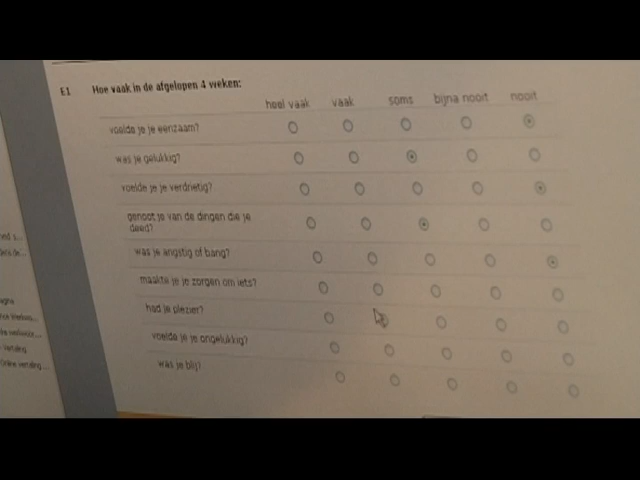 E1 Hoe vaak in de afgelopen 4 weken:
heel vaak vaak soms bijna nooit nooit
voelde je je eenzaam?
was je gelukkig?
voelde je je verdrietig?
genoot je van de dingen die je
deed?
was je angstig of bang?
maakte je je zorgen om iets?
had je plezier?
voelde je je ongelukkig?
was je blij?